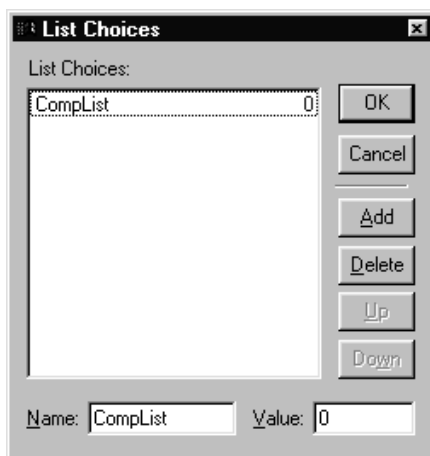 List Choices
List Choices:
CompList 0
OK
Cancel
Add
Delete
Up
Down
Name: CompList Value: 0